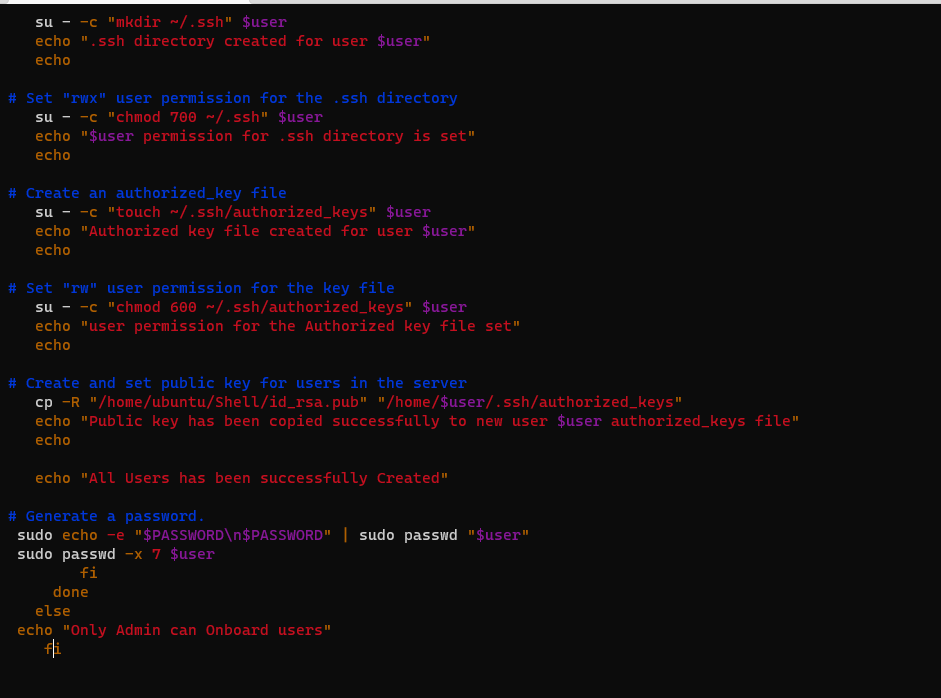 su - -c "mkdir ~/.ssh" $user
echo ".ssh directory created for user $user"
echo
# Set "rwx" user permission for the .ssh directory
su - -c "chmod 700 ~/.ssh" $user
echo "$user permission for .ssh directory is set"
echo
# Create an authorized_key file
su - -c "touch ~/.ssh/authorized_keys" $user
echo "Authorized key file created for user $user"
echo
# Set "rw" user permission for the key file
su - -c "chmod 600 ~/.ssh/authorized_keys" $user
echo "user permission for the Authorized key file set"
echo
# Create and set public key for users in the server
cp -R "/home/ubuntu/Shell/id_rsa.pub" "/home/$user/.ssh/authorized_keys"
echo "Public key has been copied successfully to new user $user authorized_keys file"
echo
echo "All Users has been successfully Created"
# Generate a password.
sudo echo -e "$PASSWORD\n$PASSWORD" | sudo passwd "$user"
sudo passwd -x 7 $user
fi
done
else
echo "Only Admin can Onboard users"
fi